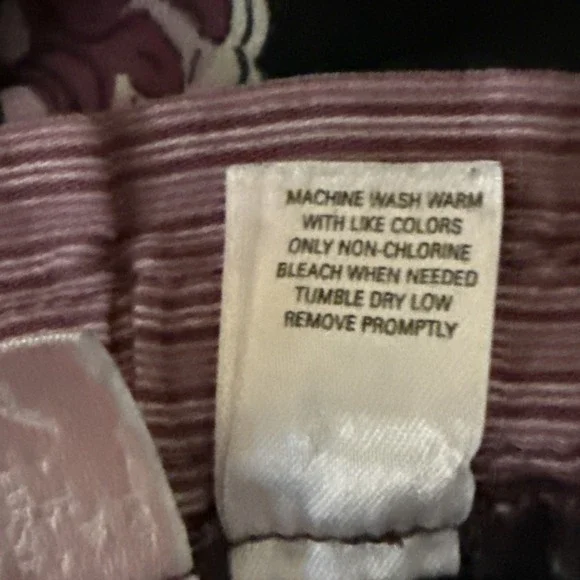 MACHINE WASH WARM
WITH LIKE COLORS
ONLY NON-CHLORINE
BLEACH WHEN NEEDED
TUMBLE DRY LOW
REMOVE PROMPTLY